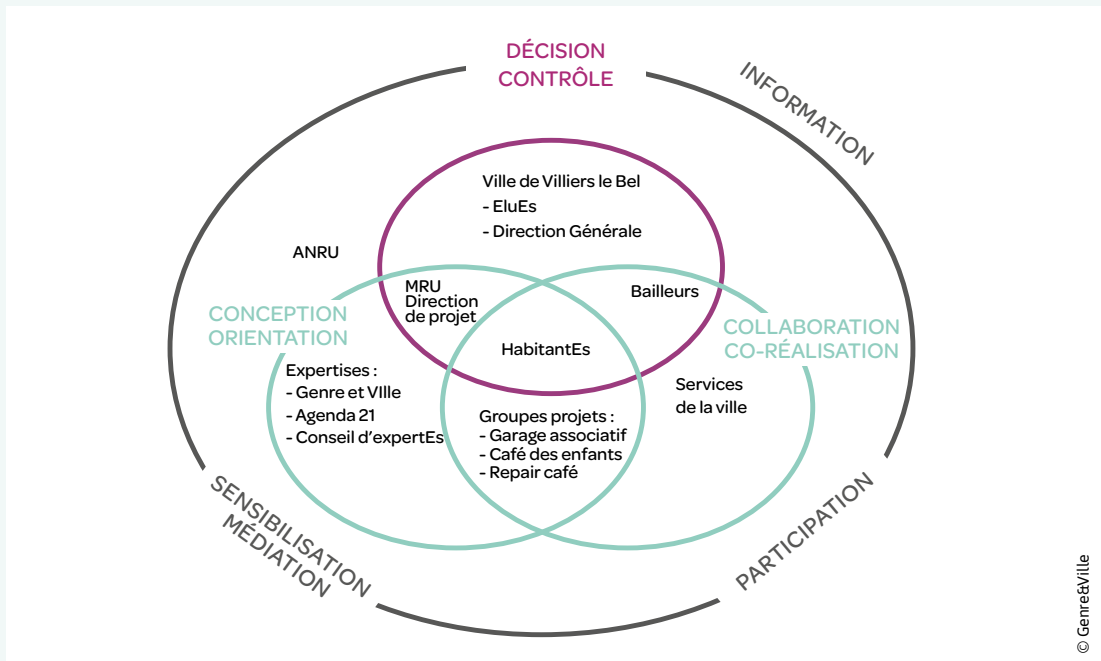 DÉCISION
CONTRÔLE
INFORMATION
Ville de Villiers le Bel
- EluEs
- Direction Générale
ANRU
MRU
Direction
de projet
Bailleurs
CONCEPTION
ORIENTATION
COLLABORATION
CO-RÉALISATION
HabitantEs
Expertises :
- Genre et VIlle
- Agenda 21
- Conseil d'expertEs
Services
de la ville
Groupes projets :
- Garage associatif
- Café des enfants
- Repair café
SENSIBILISATION
MÉDIATION
PARTICIPATION
© Genre&Ville